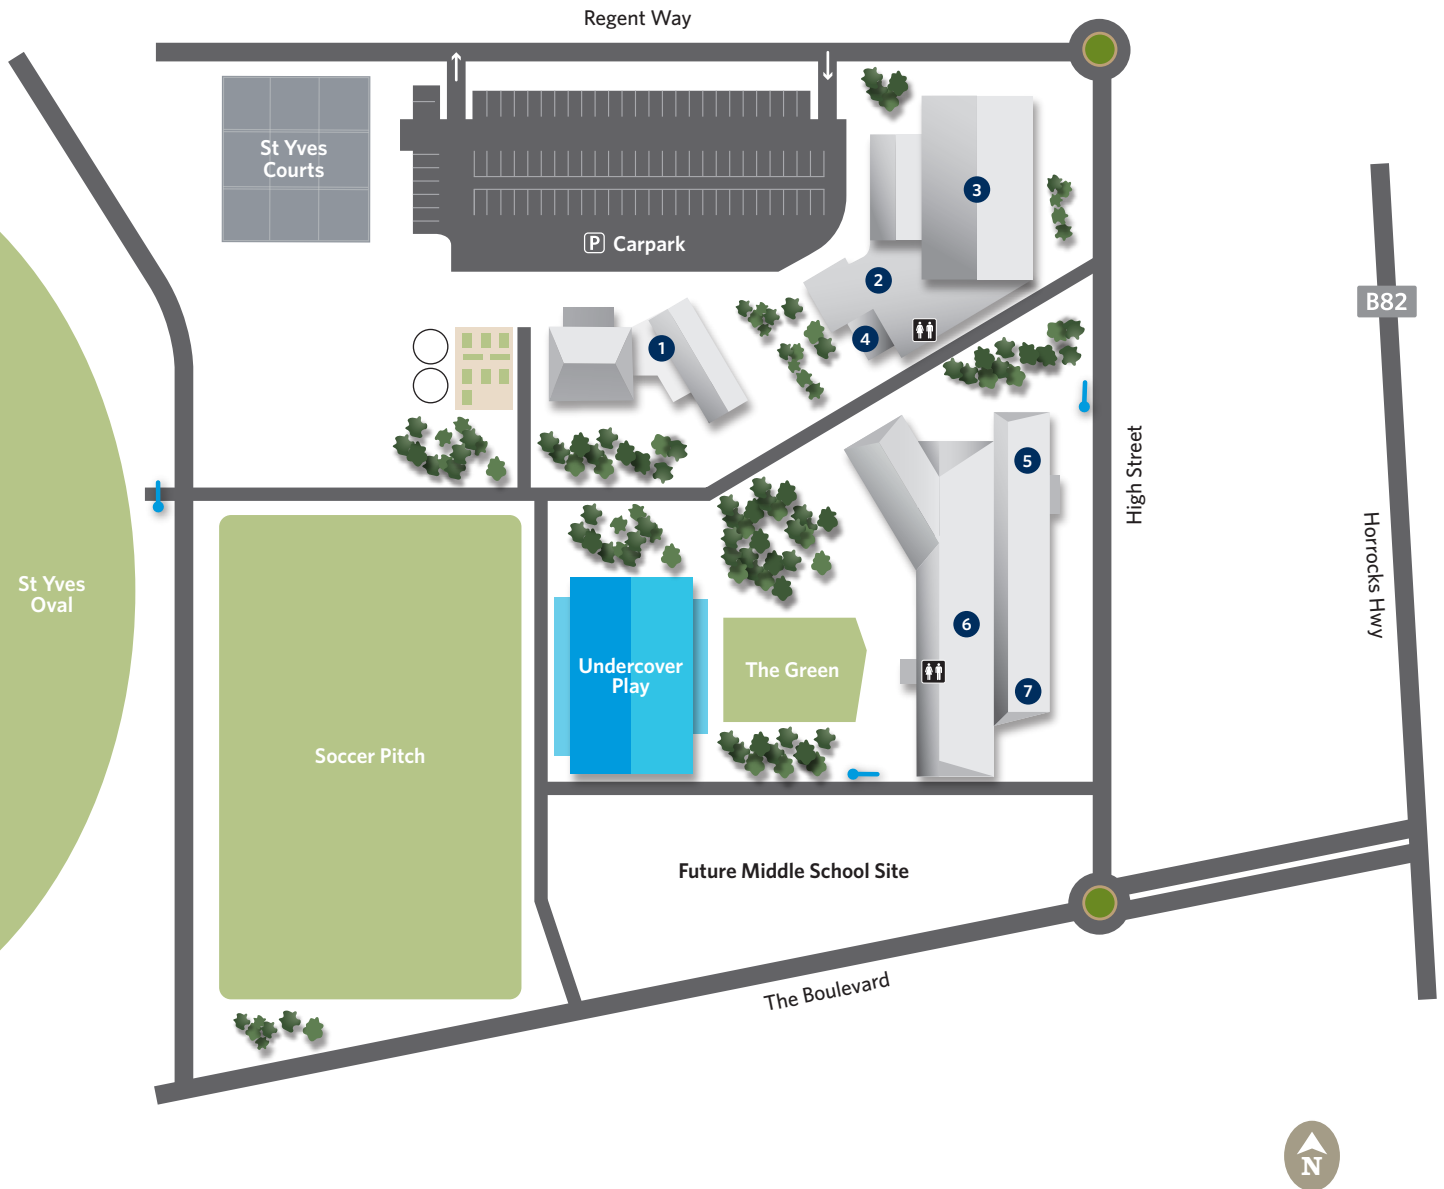 Regent Way
St Yves
Courts
P Carpark
3
2
B82
4
1
5
High Street
Horrocks Hwy
St Yves
Oval
6
Undercover
Play
The Green
7
Soccer Pitch
Future Middle School Site
The Boulevard
N